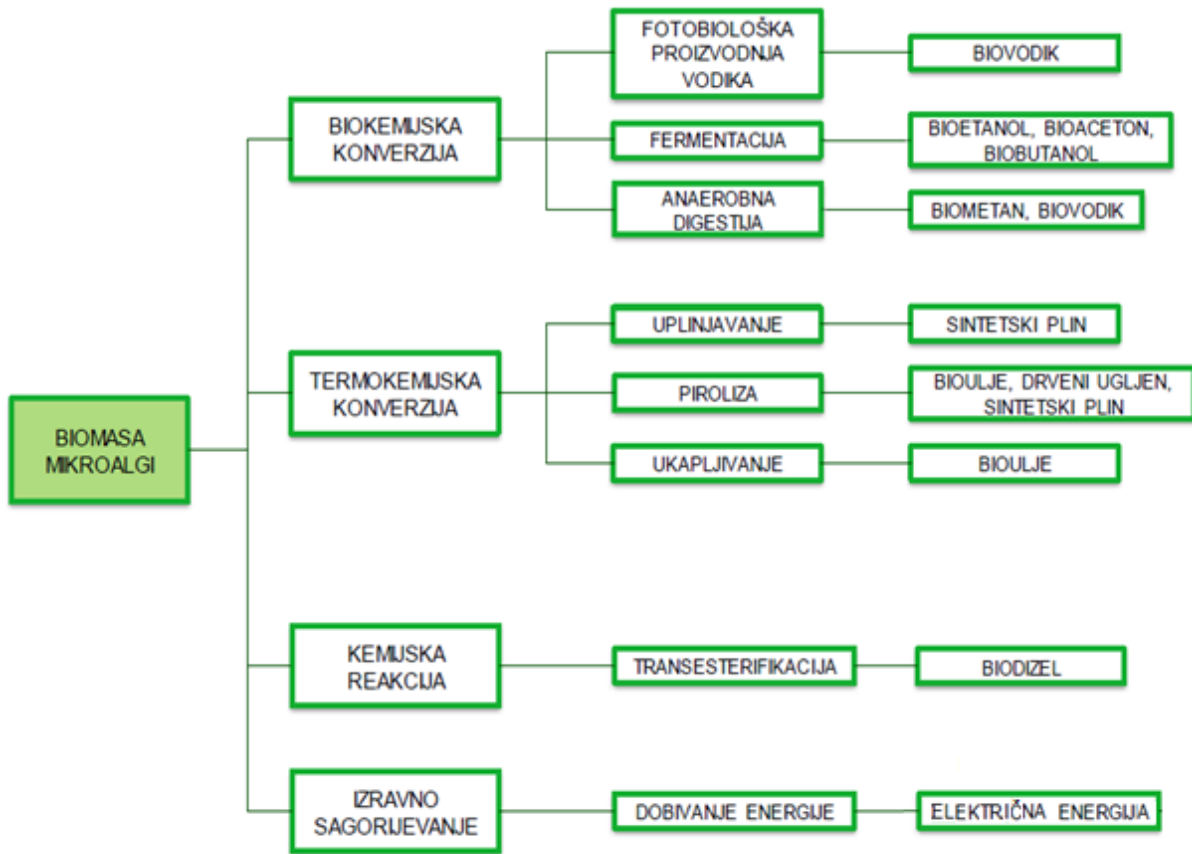 FOTOBIOLOŠKA
PROIZVODNJA
VODIKA
BIOVODIK
BIOKEMIJSKA
KONVERZIJA
FERMENTACIJA
BIOETANOL, BIOACETON,
BIOBUTANOL
ANAEROBNA
DIGESTIJA
BIOMETAN, BIOVODIK
TERMOKEMIJSKA
KONVERZIJA
UPLINJAVANJE
SINTETSKI PLIN
PIROLIZA
BIOULJE, DRVENI UGLJEN,
SINTETSKI PLIN
UKAPLJIVANJE
BIOULJE
BIOMASA
MIKROALGI
KEMIJSKA
REAKCIJA
TRANSESTERIFIKACIJA
BIODIZEL
IZRAVNO
SAGORIJEVANJE
DOBIVANJE ENERGIJE
ELEKTRIČNA ENERGIJA